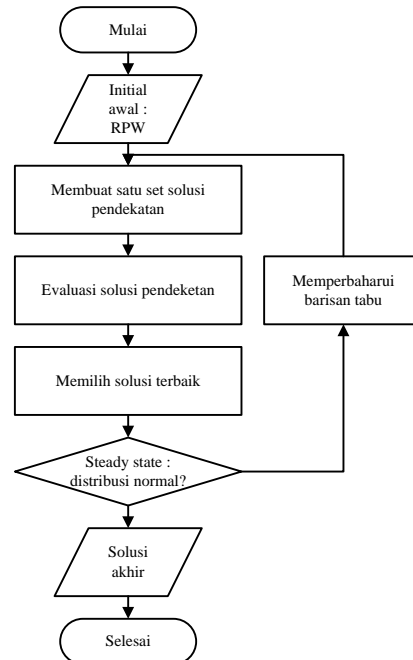 Mulai
Initial
awal :
RPW
Membuat satu set solusi
pendekatan
Evaluasi solusi pendeketan
Memperbaharui
barisan tabu
Memilih solusi terbaik
Steady state :
distribusi normal?
Solusi
akhir
Selesai